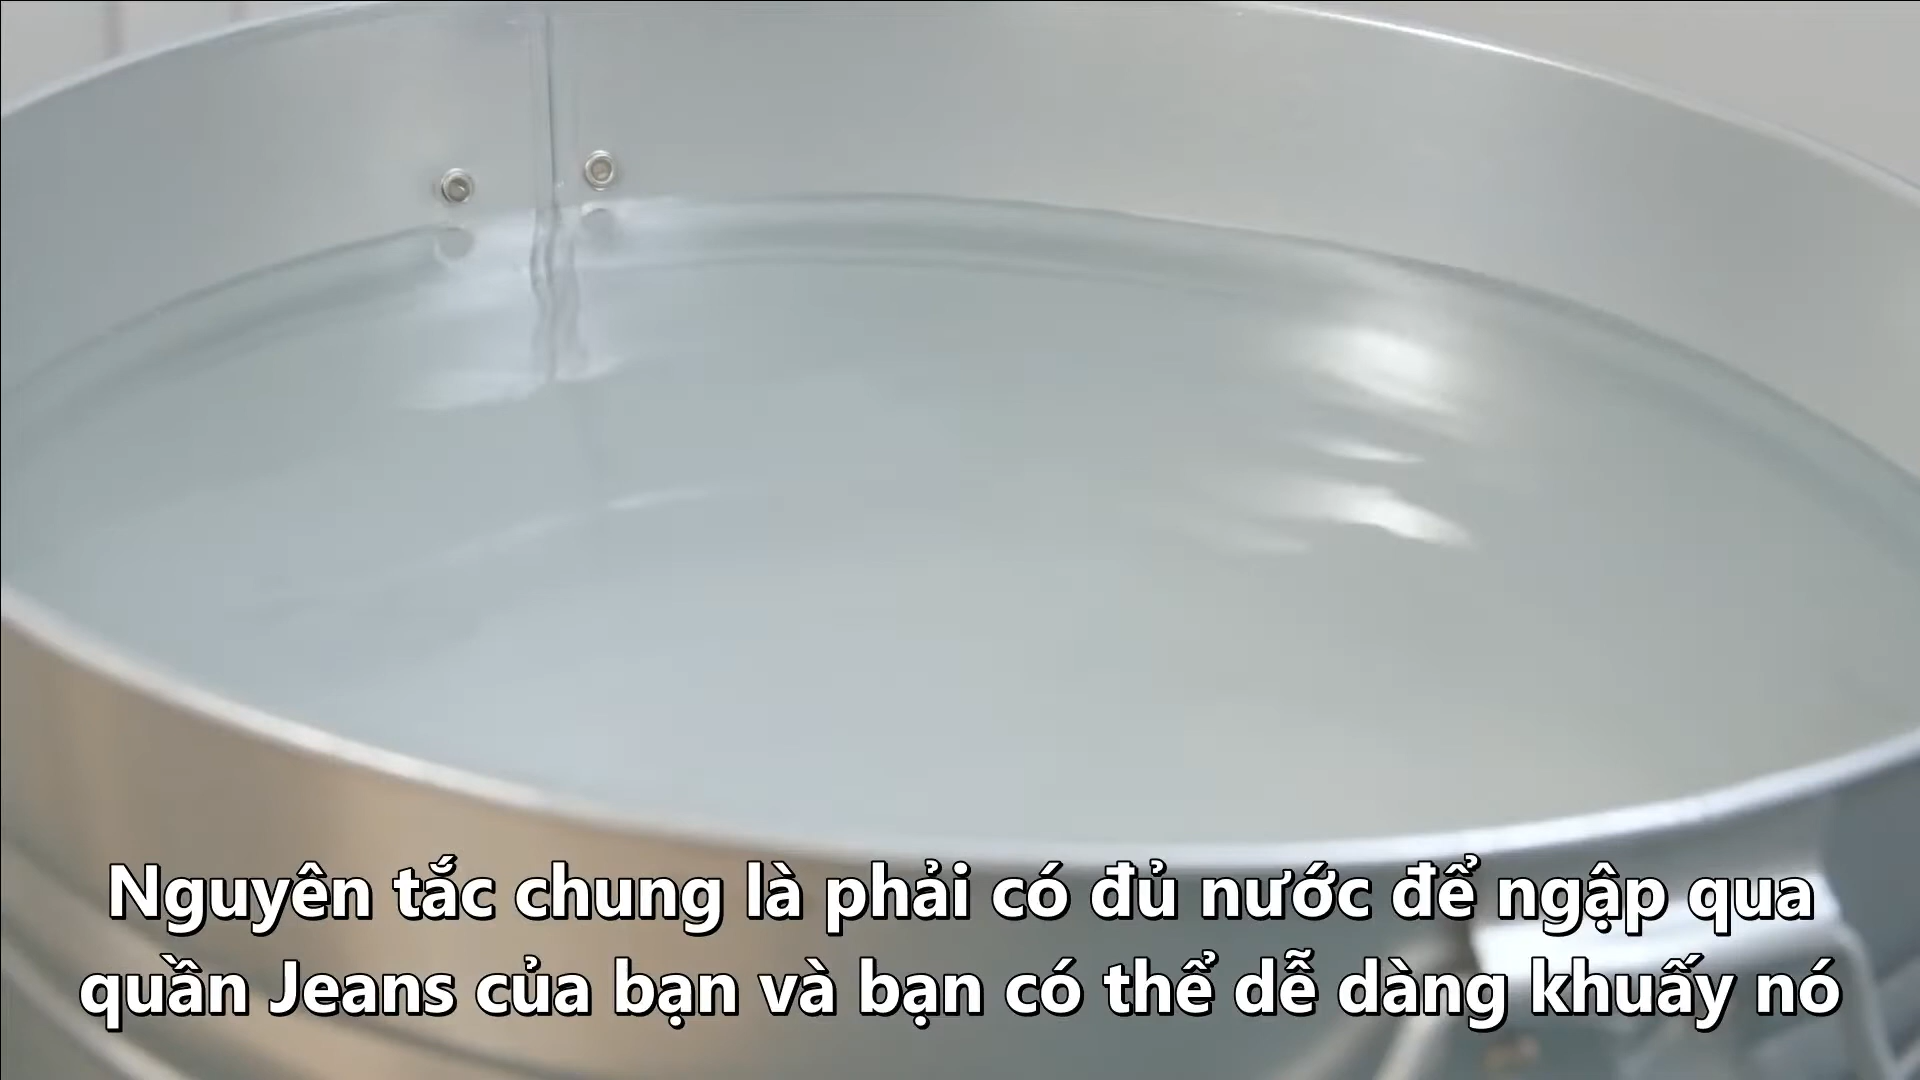 Nguyên tắc chung là phải có đủ nước để ngập qua
quần Jeans của bạn và bạn có thể dễ dàng khuấy nó